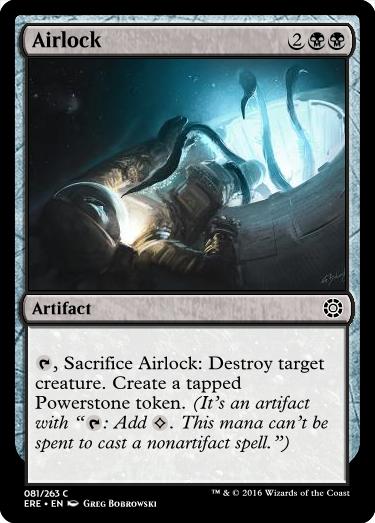 Airlock 2
Artifact
, Sacrifice Airlock: Destroy target
creature. Create a tapped
Powerstone token. (It's an artifact
with “: Add . This mana can't be
spent to cast a nonartifact spell.”)
081/263 C
ERE • EN Greg Bobrowski
™ & © 2016 Wizards of the Coast